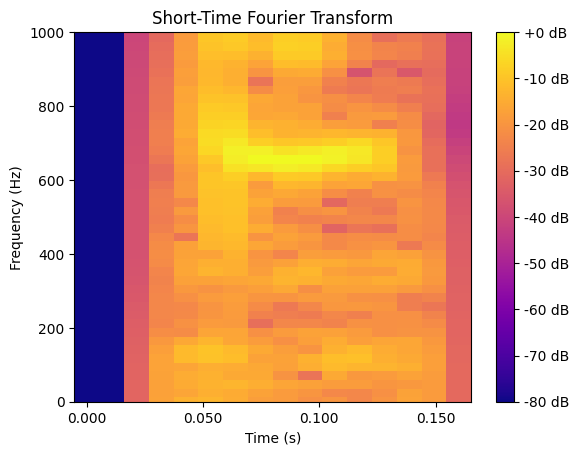 Short-Time Fourier Transform
Frequency (Hz)
1000
800
600
400
200
0
0.000
0.050
0.100
0.150
Time (s)
+0 dB
-10 dB
-20 dB
-30 dB
-40 dB
-50 dB
-60 dB
-70 dB
-80 dB